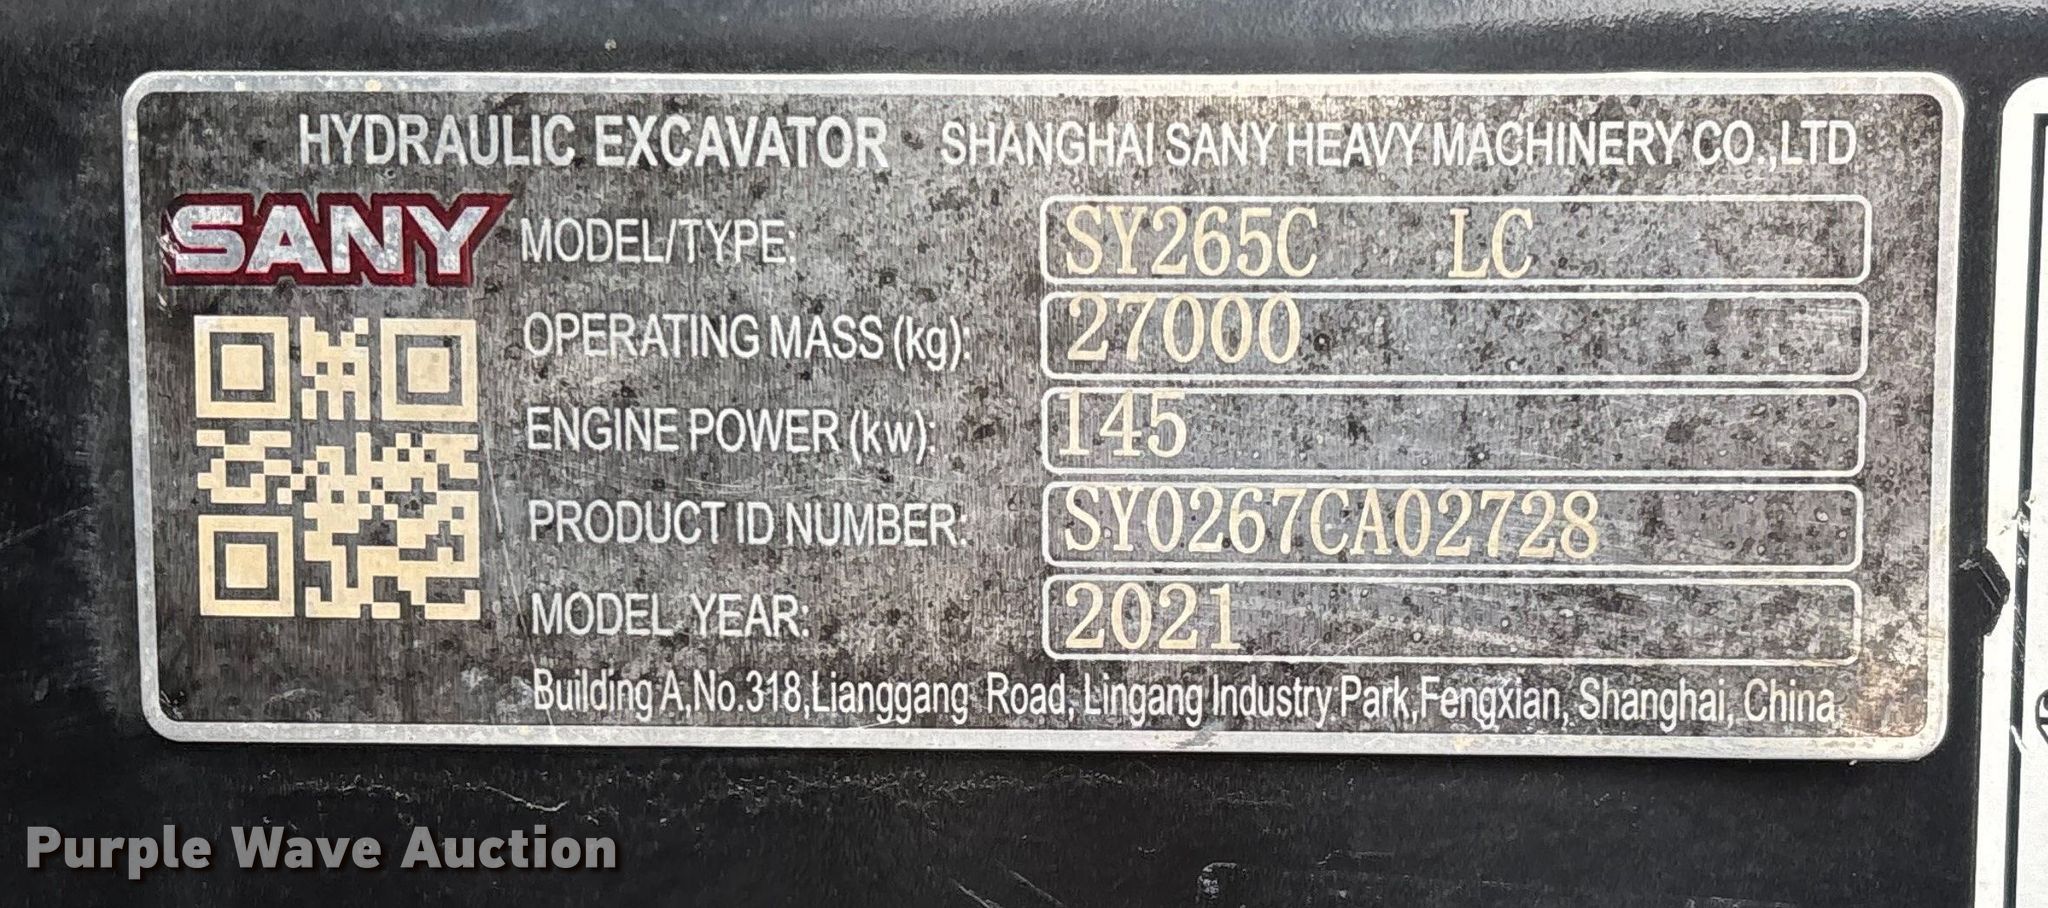 HYDRAULIC EXCAVATOR SHANGHAI SANY HEAVY MACHINERY CO.,LTD
SANY
MODEL/TYPE: SY265C LC
OPERATING MASS (kg): 27000
ENGINE POWER (kw): 145
PRODUCT ID NUMBER: SY0267CA02728
MODEL YEAR: 2021
Building A,No.318,Lianggang Road, Lingang Industry Park,Fengxian, Shanghai, China
Purple Wave Auction